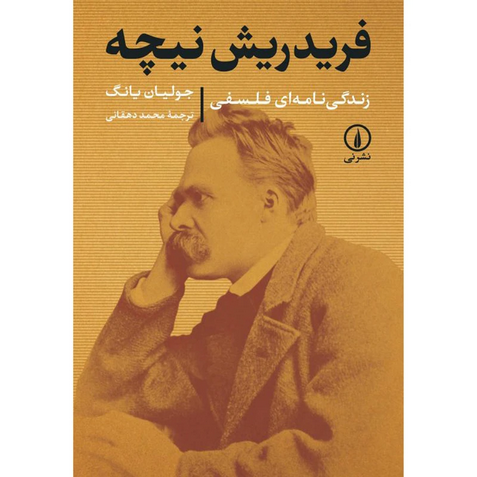 فریدریش نیچه
زندگی‌نامه‌ای فلسفی
جولیان یانگ
ترجمهٔ محمد دهقانی
نشرنی